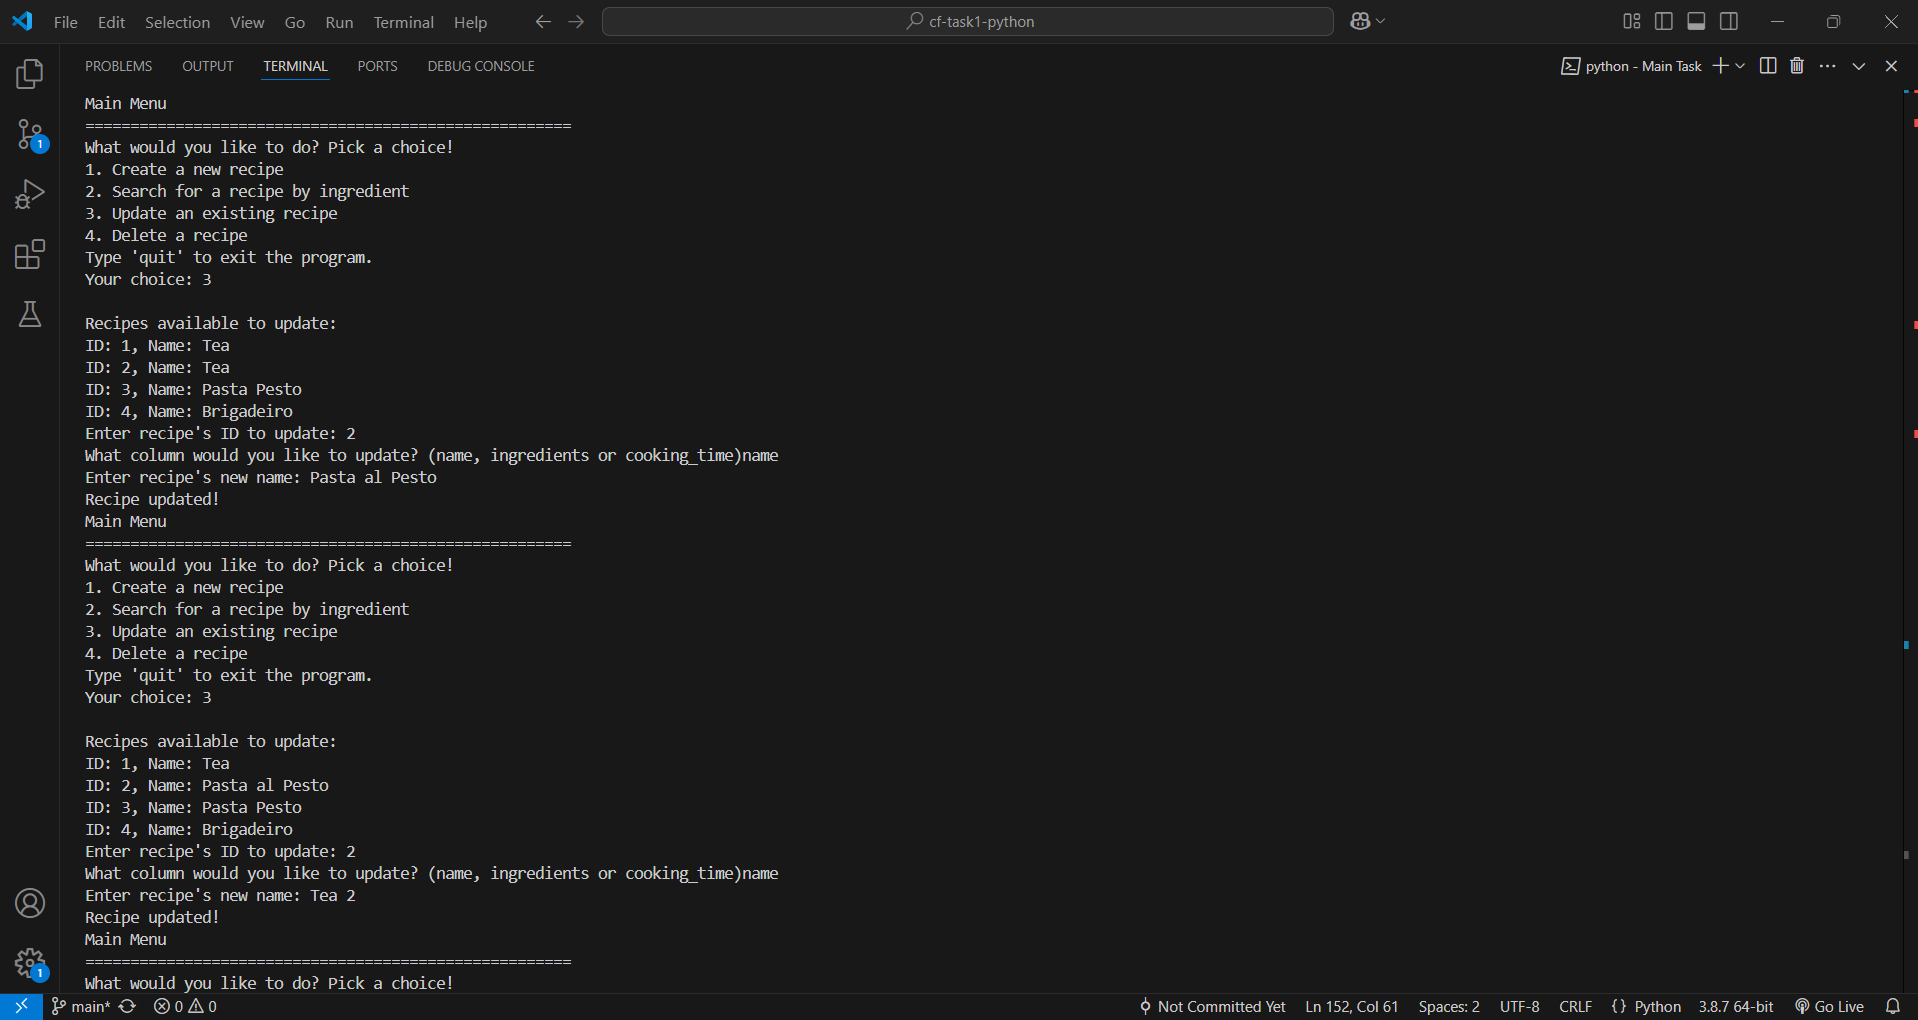 File Edit Selection View Go Run Terminal Help cf-task1-python
PROBLEMS OUTPUT TERMINAL PORTS DEBUG CONSOLE python - Main Task
Main Menu
======================================================
What would you like to do? Pick a choice!
1. Create a new recipe
2. Search for a recipe by ingredient
3. Update an existing recipe
4. Delete a recipe
Type 'quit' to exit the program.
Your choice: 3
Recipes available to update:
ID: 1, Name: Tea
ID: 2, Name: Tea
ID: 3, Name: Pasta Pesto
ID: 4, Name: Brigadeiro
Enter recipe's ID to update: 2
What column would you like to update? (name, ingredients or cooking_time)name
Enter recipe's new name: Pasta al Pesto
Recipe updated!
Main Menu
======================================================
What would you like to do? Pick a choice!
1. Create a new recipe
2. Search for a recipe by ingredient
3. Update an existing recipe
4. Delete a recipe
Type 'quit' to exit the program.
Your choice: 3
Recipes available to update:
ID: 1, Name: Tea
ID: 2, Name: Pasta al Pesto
ID: 3, Name: Pasta Pesto
ID: 4, Name: Brigadeiro
Enter recipe's ID to update: 2
What column would you like to update? (name, ingredients or cooking_time)name
Enter recipe's new name: Tea 2
Recipe updated!
Main Menu
======================================================
What would you like to do? Pick a choice!
1
1
main* 0 0 Not Committed Yet Ln 152, Col 61 Spaces: 2 UTF-8 CRLF {} Python 3.8.7 64-bit Go Live